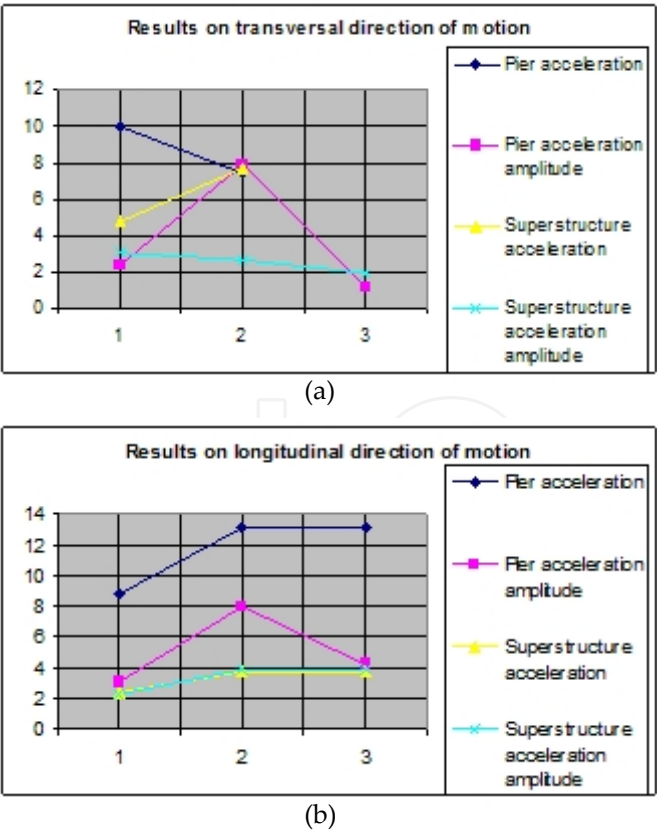 Results on transversal direction of motion
12
10
8
6
4
2
0
1
2
3
Pier acceleration
Pier acceleration
amplitude
Superstructure
acceleration
Superstructure
acceleration
amplitude
(a)
Results on longitudinal direction of motion
14
12
10
8
6
4
2
0
1
2
3
Pier acceleration
Pier acceleration
amplitude
Superstructure
acceleration
Superstructure
acceleration
amplitude
(b)